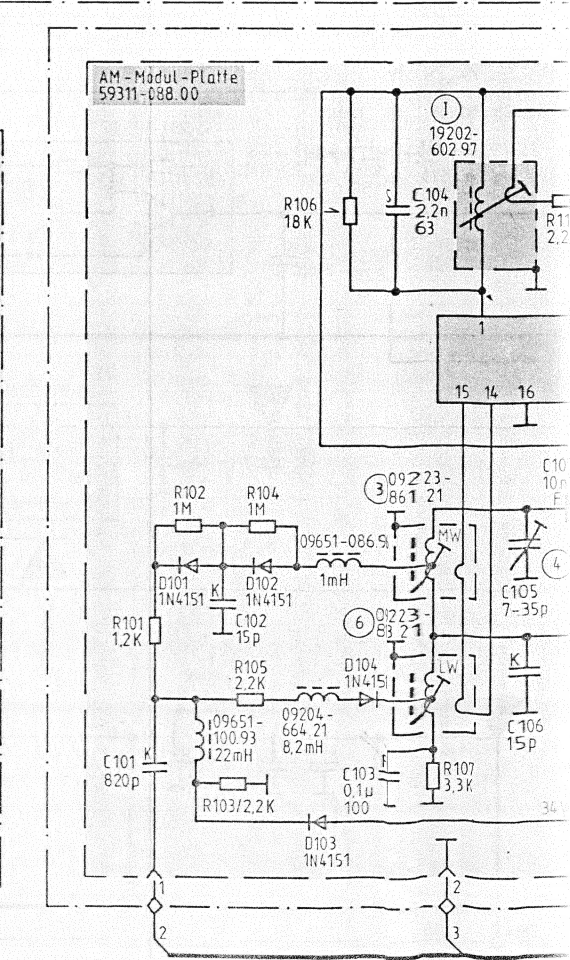 AM-Modul-Platte
59311-088.00
I
19202-
602.97
R106
18K
S
C104
2,2n
63
R11
2,2
1
15 14 16
C10
10n
F
3
09223-
861 21
MW
4
R102
1M
R104
1M
09651-086.9
1mH
D101
1N4151
D102
1N4151
K
C102
15p
C105
7-35p
R101
1,2K
6
09223-
83 2
LW
K
C106
15p
R105
2,2K
D104
1N4151
09651-
100.93
22mH
09204-
664.21
8,2mH
C101
820p
K
R103/2,2K
C103
0,1µ
100
F
R107
3,3K
34
D103
1N4151
1
2
2
3